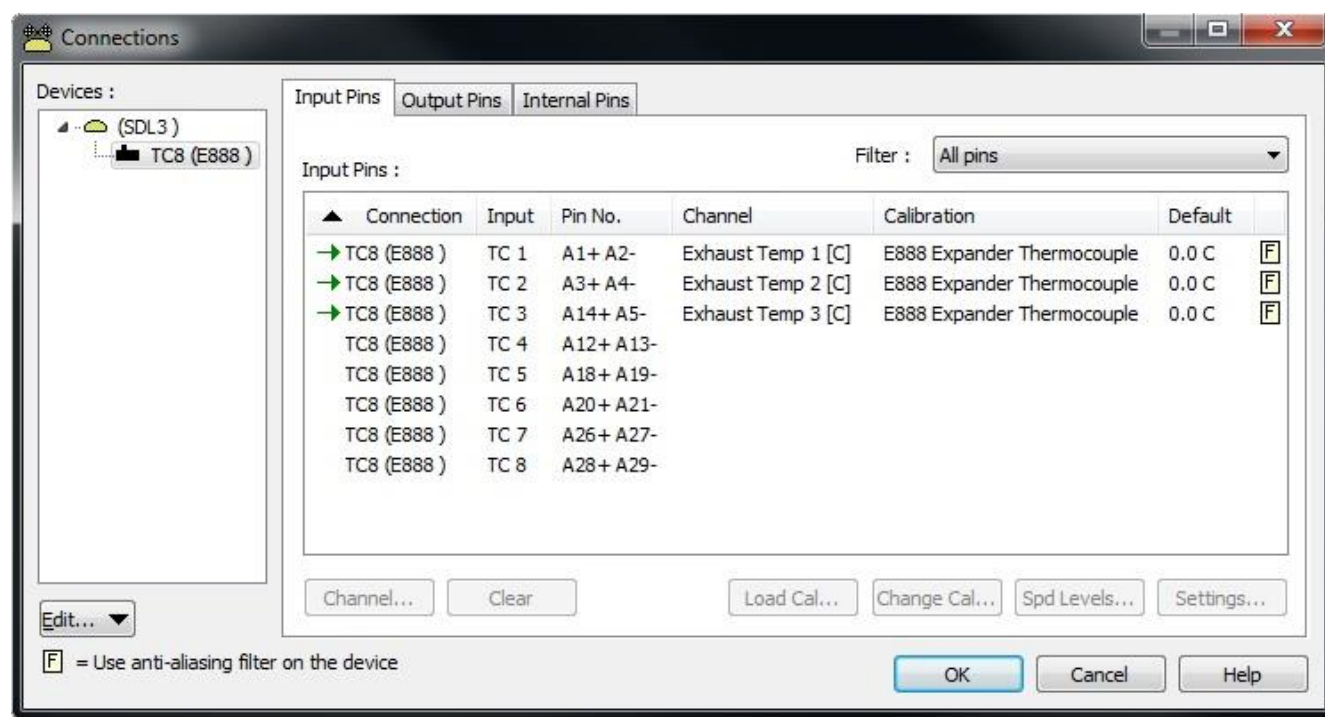 Connections
Devices :
(SDL3 )
TC8 (E888 )
Input Pins Output Pins Internal Pins
Input Pins :
Filter : All pins
Connection Input Pin No. Channel Calibration Default
TC8 (E888 ) TC 1 A1+ A2- Exhaust Temp 1 [C] E888 Expander Thermocouple 0.0 C F
TC8 (E888 ) TC 2 A3+ A4- Exhaust Temp 2 [C] E888 Expander Thermocouple 0.0 C F
TC8 (E888 ) TC 3 A14+ A5- Exhaust Temp 3 [C] E888 Expander Thermocouple 0.0 C F
TC8 (E888 ) TC 4 A12+ A13-
TC8 (E888 ) TC 5 A18+ A19-
TC8 (E888 ) TC 6 A20+ A21-
TC8 (E888 ) TC 7 A26+ A27-
TC8 (E888 ) TC 8 A28+ A29-
Channel... Clear Load Cal... Change Cal... Spd Levels... Settings...
Edit...
F = Use anti-aliasing filter on the device
OK Cancel Help